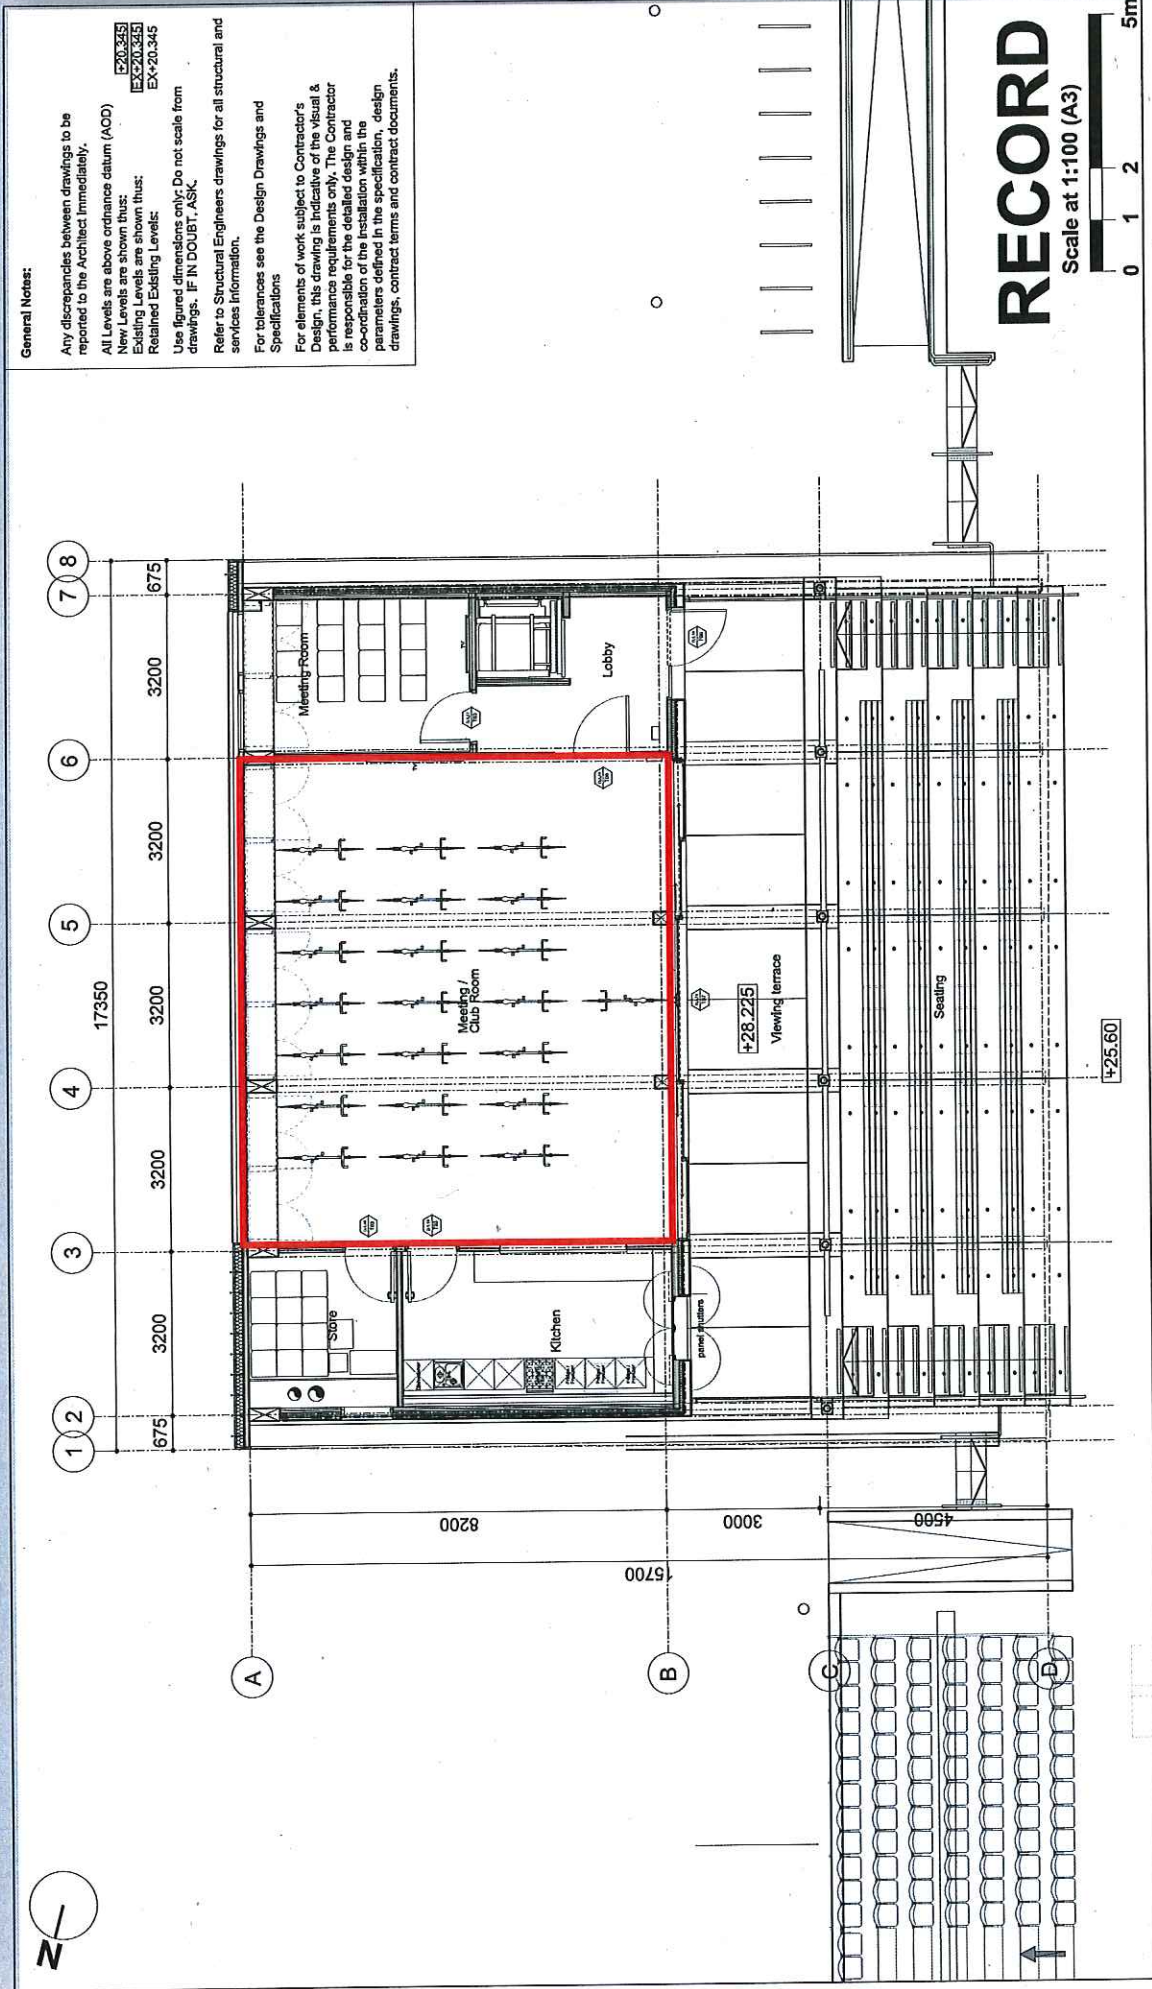 General Notes:
Any discrepancies between drawings to be
reported to the Architect immediately.
All Levels are above ordnance datum (AOD)
New Levels are shown thus: +20.345
Existing Levels are shown thus: EX+20.345
Retained Existing Levels: EX+20.345
Use figured dimensions only: Do not scale from
drawings. IF IN DOUBT, ASK.
Refer to Structural Engineers drawings for all structural and
services information.
For tolerances see the Design Drawings and
Specifications
For elements of work subject to Contractor's
Design, this drawing is indicative of the visual &
performance requirements only. The Contractor
is responsible for the detailed design and
co-ordination of the installation within the
parameters defined in the specification, design
drawings, contract terms and contract documents.
N
1 2 3 4 5 6 7 8
17350
675 3200 3200 3200 3200 3200 675
A
B
C
D
8200
3000
4500
15700
Store
Kitchen
Meeting /
Club Room
Meeting Room
Lobby
panel shutters
+28.225
Viewing terrace
Seating
+25.60
RECORD
Scale at 1:100 (A3)
0 1 2 5m